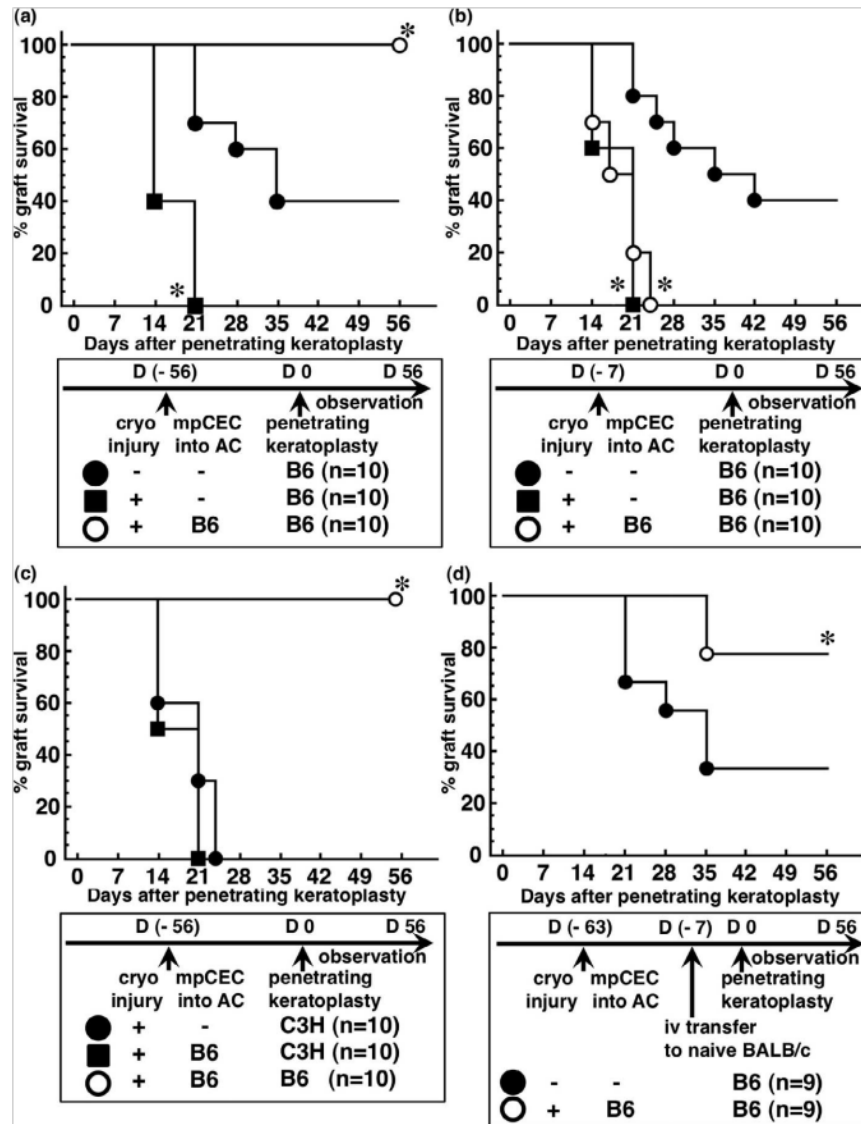 (a)
*
100
80
60
40
20
0
% graft survival
*
0 7 14 21 28 35 42 49 56
Days after penetrating keratoplasty
D (- 56) D 0 D 56
observation
cryo mpCEC penetrating
injury into AC keratoplasty
- - B6 (n=10)
+ - B6 (n=10)
+ B6 B6 (n=10)
(b)
100
80
60
40
20
0
% graft survival
* *
0 7 14 21 28 35 42 49 56
Days after penetrating keratoplasty
D (- 7) D 0 D 56
observation
cryo mpCEC penetrating
injury into AC keratoplasty
- - B6 (n=10)
+ - B6 (n=10)
+ B6 B6 (n=10)
(c)
*
100
80
60
40
20
0
% graft survival
0 7 14 21 28 35 42 49 56
Days after penetrating keratoplasty
D (- 56) D 0 D 56
observation
cryo mpCEC penetrating
injury into AC keratoplasty
+ - C3H (n=10)
+ B6 C3H (n=10)
+ B6 B6 (n=10)
(d)
100
80
60
40
20
0
% graft survival
*
0 7 14 21 28 35 42 49 56
Days after penetrating keratoplasty
D (- 63) D (- 7) D 0 D 56
observation
cryo mpCEC penetrating
injury into AC keratoplasty
iv transfer
to naive BALB/c
- - B6 (n=9)
+ B6 B6 (n=9)